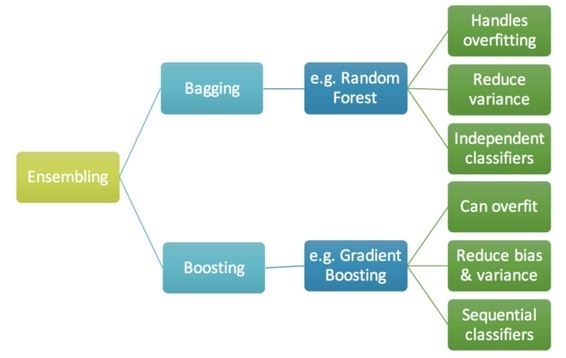 Ensembling
Bagging
e.g. Random
Forest
Handles
overfitting
Reduce
variance
Independent
classifiers
Boosting
e.g. Gradient
Boosting
Can overfit
Reduce bias
& variance
Sequential
classifiers